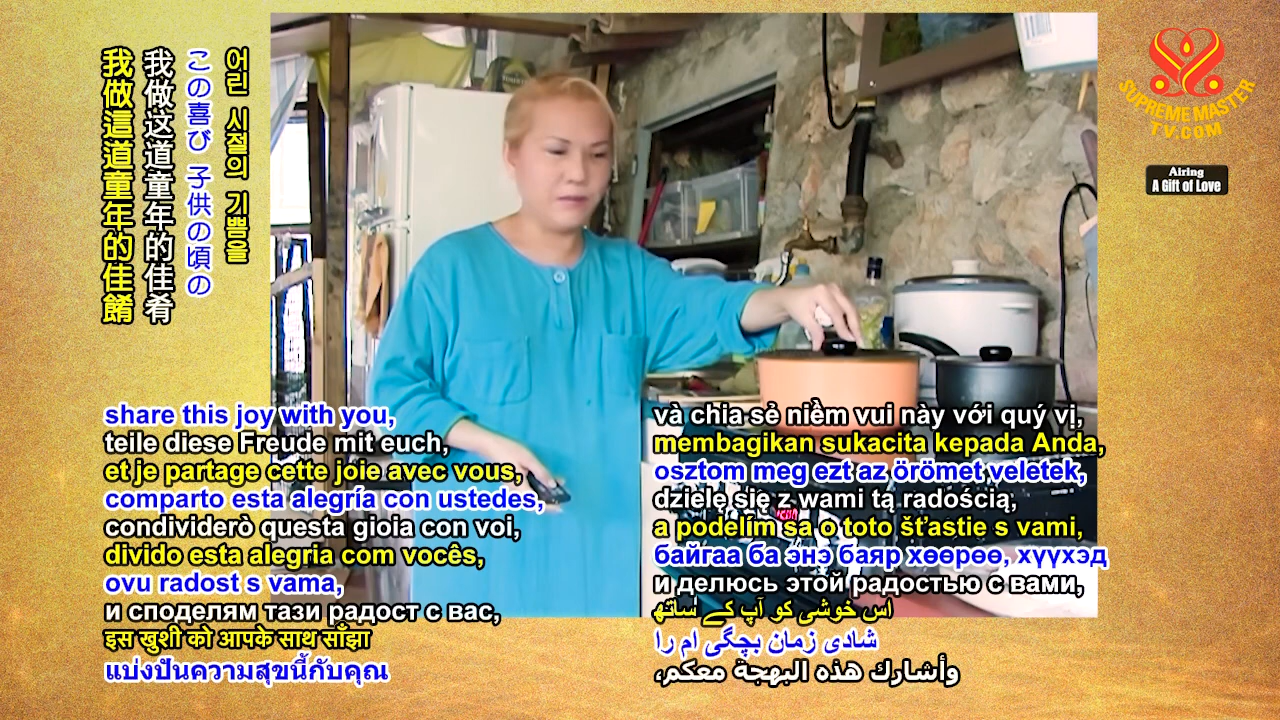 我做這道童年的佳餚
我做这道童年的佳肴
この喜び 子供の頃の
어린 시절의 기쁨을
SUPREME MASTER
TV.COM
Airing
A Gift of Love
share this joy with you,
teile diese Freude mit euch,
et je partage cette joie avec vous,
comparto esta alegría con ustedes,
condividerò questa gioia con voi,
divido esta alegria com vocês,
ovu radost s vama,
и споделям тази радост с вас,
इस खुशी को आपके साथ साँझा
แบ่งปันความสุขนี้กับคุณ
và chia sẻ niềm vui này với quý vị,
membagikan sukacita kepada Anda,
osztom meg ezt az örömet veletek,
dzielę się z wami tą radością,
a podelím sa o toto šťastie s vami,
байгаа ба энэ баяр хөөрөө, хүүхэд
и делюсь этой радостью с вами,
اس خوشی کو آپ کے ساتھ
شادی زمان بچگی ام را
وأشارك هذه البهجة معكم،